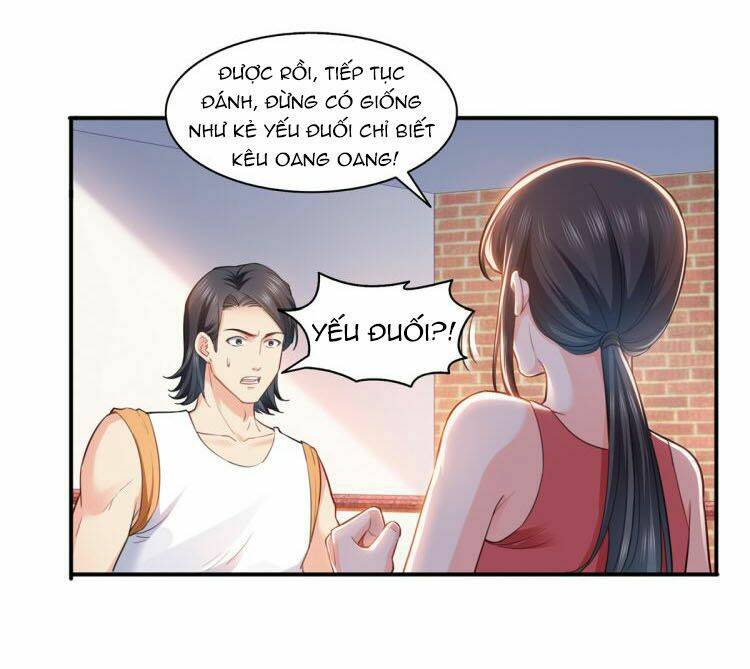 ĐƯỢC RỒI, TIẾP TỤC
ĐÁNH, ĐỪNG CÓ GIỐNG
NHƯ KẺ YẾU ĐUỐI CHỈ BIẾT
KÊU OANG OANG!
YẾU ĐUỐI?!